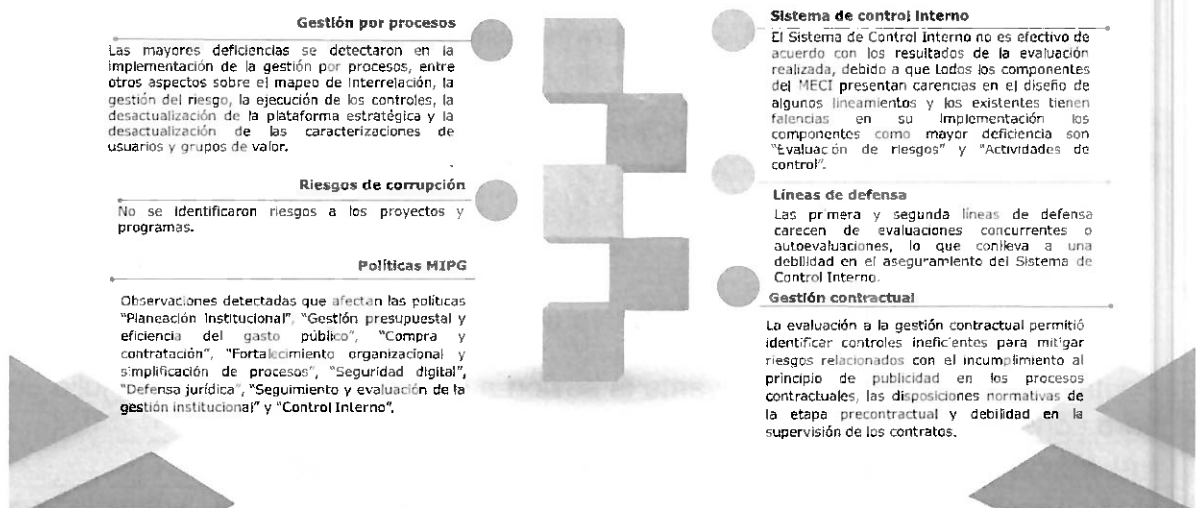 Gestión por procesos
Las mayores deficiencias se detectaron en la
implementación de la gestión por procesos, entre
otros aspectos sobre el mapeo de interrelación, la
gestión del riesgo, la ejecución de los controles, la
desactualización de la plataforma estratégica y la
desactualización de las caracterizaciones de
usuarios y grupos de valor.
Riesgos de corrupción
No se identificaron riesgos a los proyectos y
programas.
Políticas MIPG
Observaciones detectadas que afectan las políticas
"Planeación Institucional", "Gestión presupuestal y
eficiencia del gasto público", "Compra y
contratación", "Fortalecimiento organizacional y
simplificación de procesos", "Seguridad digital",
"Defensa jurídica", "Seguimiento y evaluación de la
gestión institucional" y "Control Interno".
Sistema de control interno
El Sistema de Control Interno no es efectivo de
acuerdo con los resultados de la evaluación
realizada, debido a que todos los componentes
del MECI presentan carencias en el diseño de
algunos lineamientos y los existentes tienen
falencias en su implementación los
componentes como mayor deficiencia son
"Evaluación de riesgos" y "Actividades de
control".
Líneas de defensa
Las primera y segunda líneas de defensa
carecen de evaluaciones concurrentes o
autoevaluaciones, lo que conlleva a una
debilidad en el aseguramiento del Sistema de
Control Interno.
Gestión contractual
La evaluación a la gestión contractual permitió
identificar controles ineficientes para mitigar
riesgos relacionados con el incumplimiento al
principio de publicidad en los procesos
contractuales, las disposiciones normativas de
la etapa precontractual y debilidad en la
supervisión de los contratos.